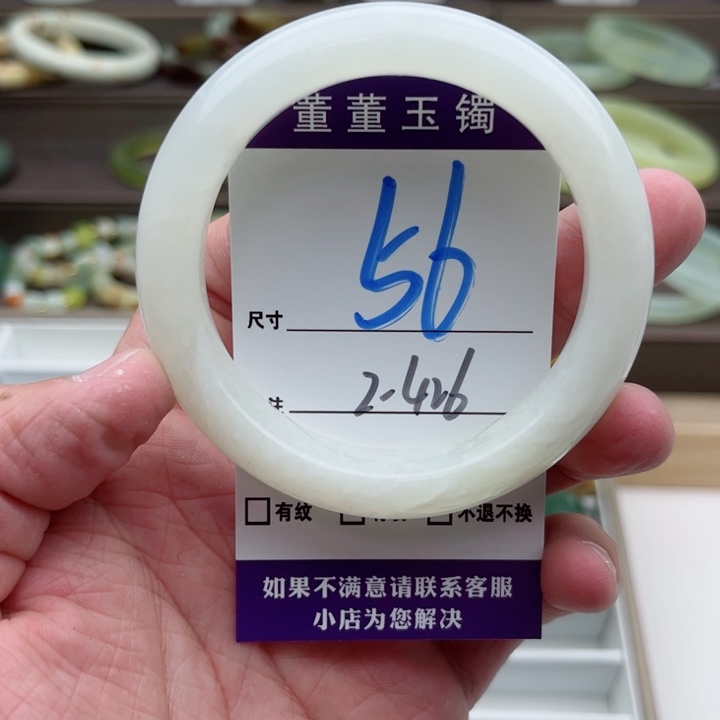 董董玉镯
尺寸 56
注 2-426
有纹 不退不换
如果不满意请联系客服
小店为您解决